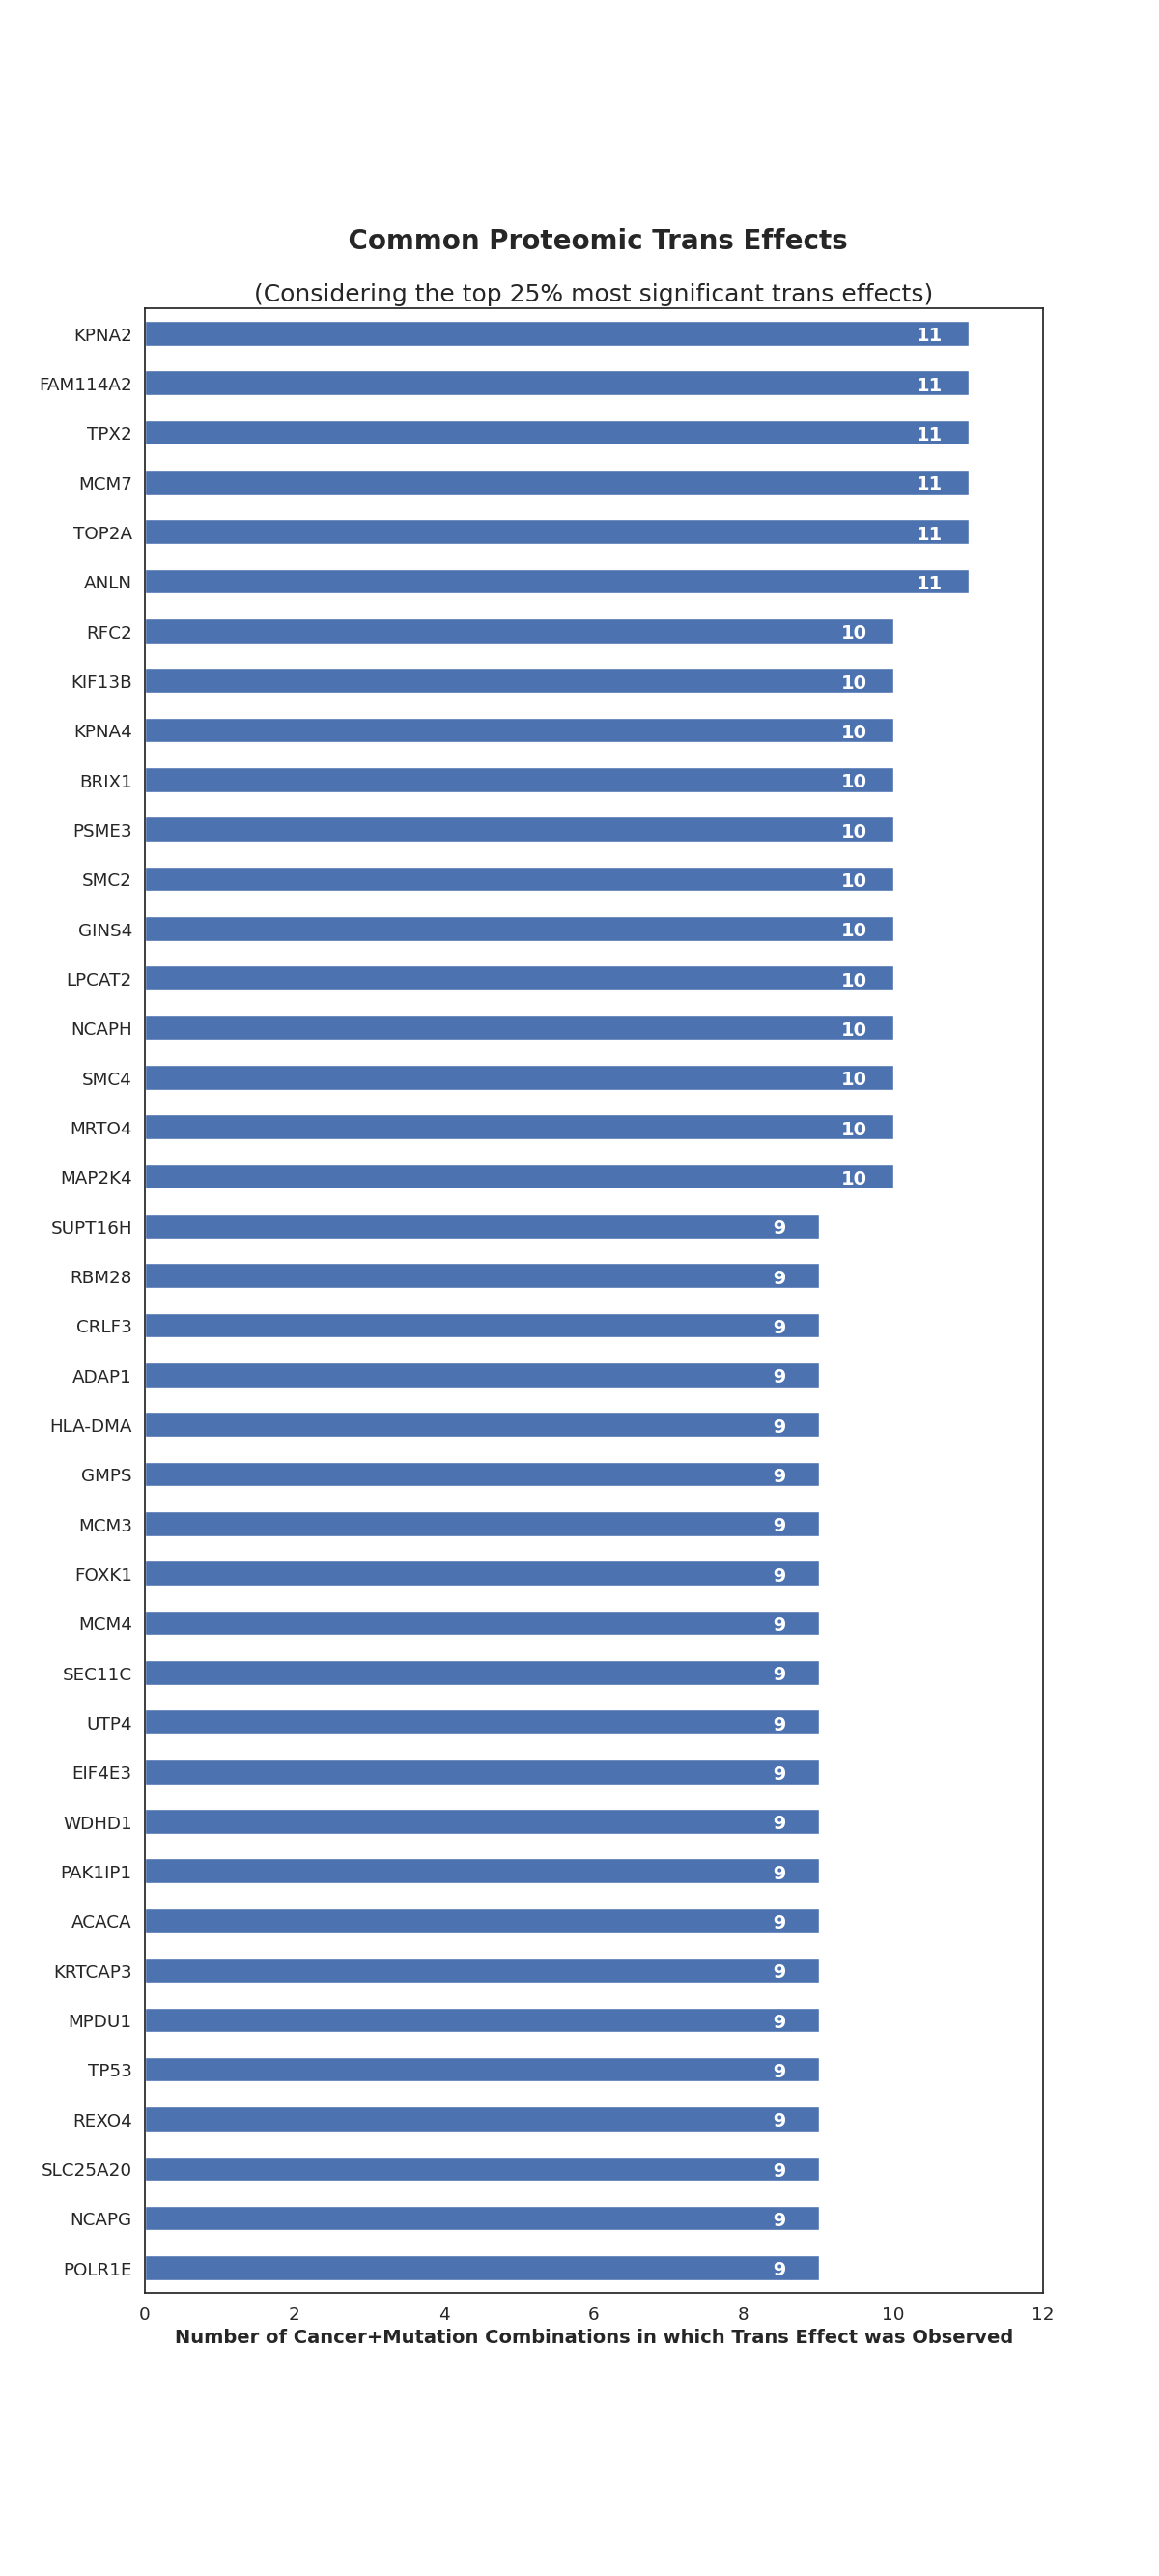 Common Proteomic Trans Effects
(Considering the top 25% most significant trans effects)
KPNA2 11
FAM114A2 11
TPX2 11
MCM7 11
TOP2A 11
ANLN 11
RFC2 10
KIF13B 10
KPNA4 10
BRIX1 10
PSME3 10
SMC2 10
GINS4 10
LPCAT2 10
NCAPH 10
SMC4 10
MRTO4 10
MAP2K4 10
SUPT16H 9
RBM28 9
CRLF3 9
ADAP1 9
HLA-DMA 9
GMPS 9
MCM3 9
FOXK1 9
MCM4 9
SEC11C 9
UTP4 9
EIF4E3 9
WDHD1 9
PAK1IP1 9
ACACA 9
KRTCAP3 9
MPDU1 9
TP53 9
REXO4 9
SLC25A20 9
NCAPG 9
POLR1E 9
0 2 4 6 8 10 12
Number of Cancer+Mutation Combinations in which Trans Effect was Observed